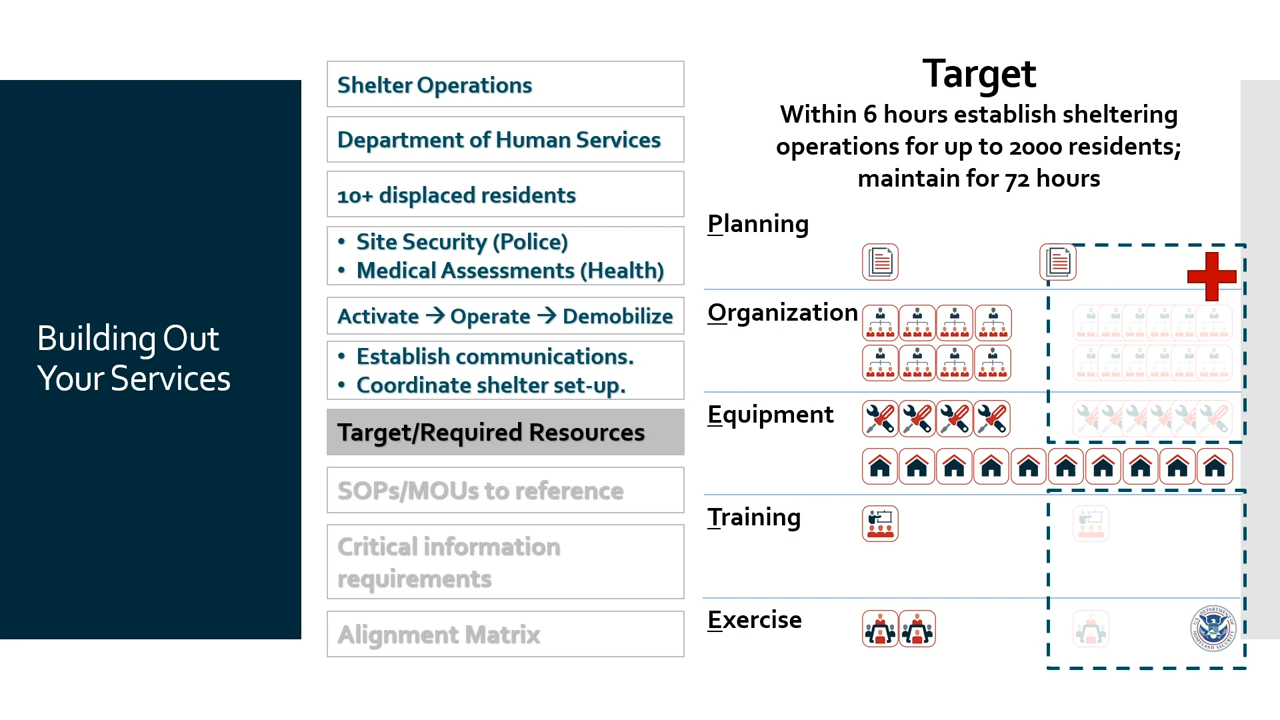 Building Out
Your Services
Shelter Operations
Department of Human Services
10+ displaced residents
• Site Security (Police)
• Medical Assessments (Health)
Activate → Operate → Demobilize
• Establish communications.
• Coordinate shelter set-up.
Target/Required Resources
SOPs/MOUs to reference
Critical information
requirements
Alignment Matrix
Target
Within 6 hours establish sheltering
operations for up to 2000 residents;
maintain for 72 hours
Planning
Organization
Equipment
Training
Exercise